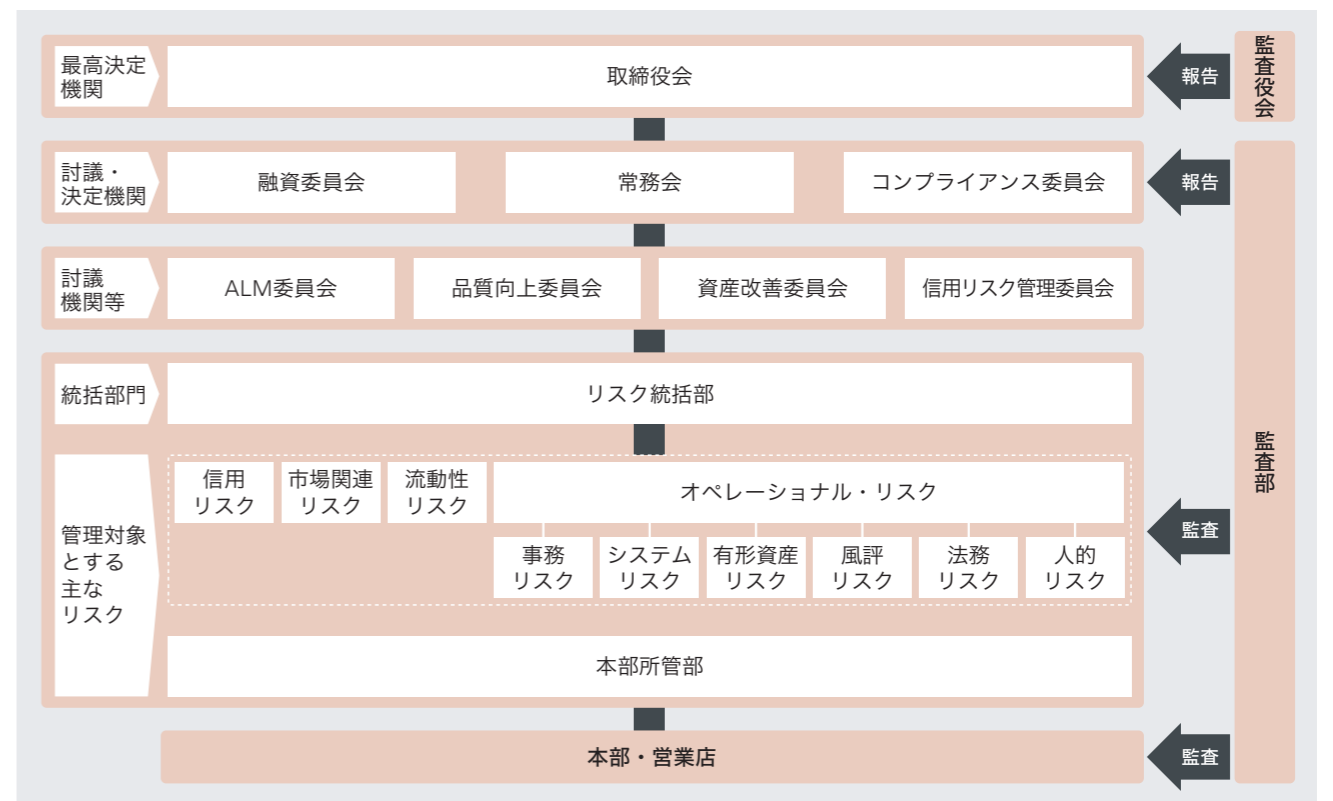 最高決定
機関
取締役会
報告
監査役会
討議・
決定機関
融資委員会
常務会
コンプライアンス委員会
報告
討議
機関等
ALM委員会
品質向上委員会
資産改善委員会
信用リスク管理委員会
統括部門
リスク統括部
監査部
管理対象
とする
主な
リスク
信用
リスク
市場関連
リスク
流動性
リスク
オペレーショナル・リスク
事務
リスク
システム
リスク
有形資産
リスク
風評
リスク
法務
リスク
人的
リスク
監査
本部所管部
本部・営業店
監査